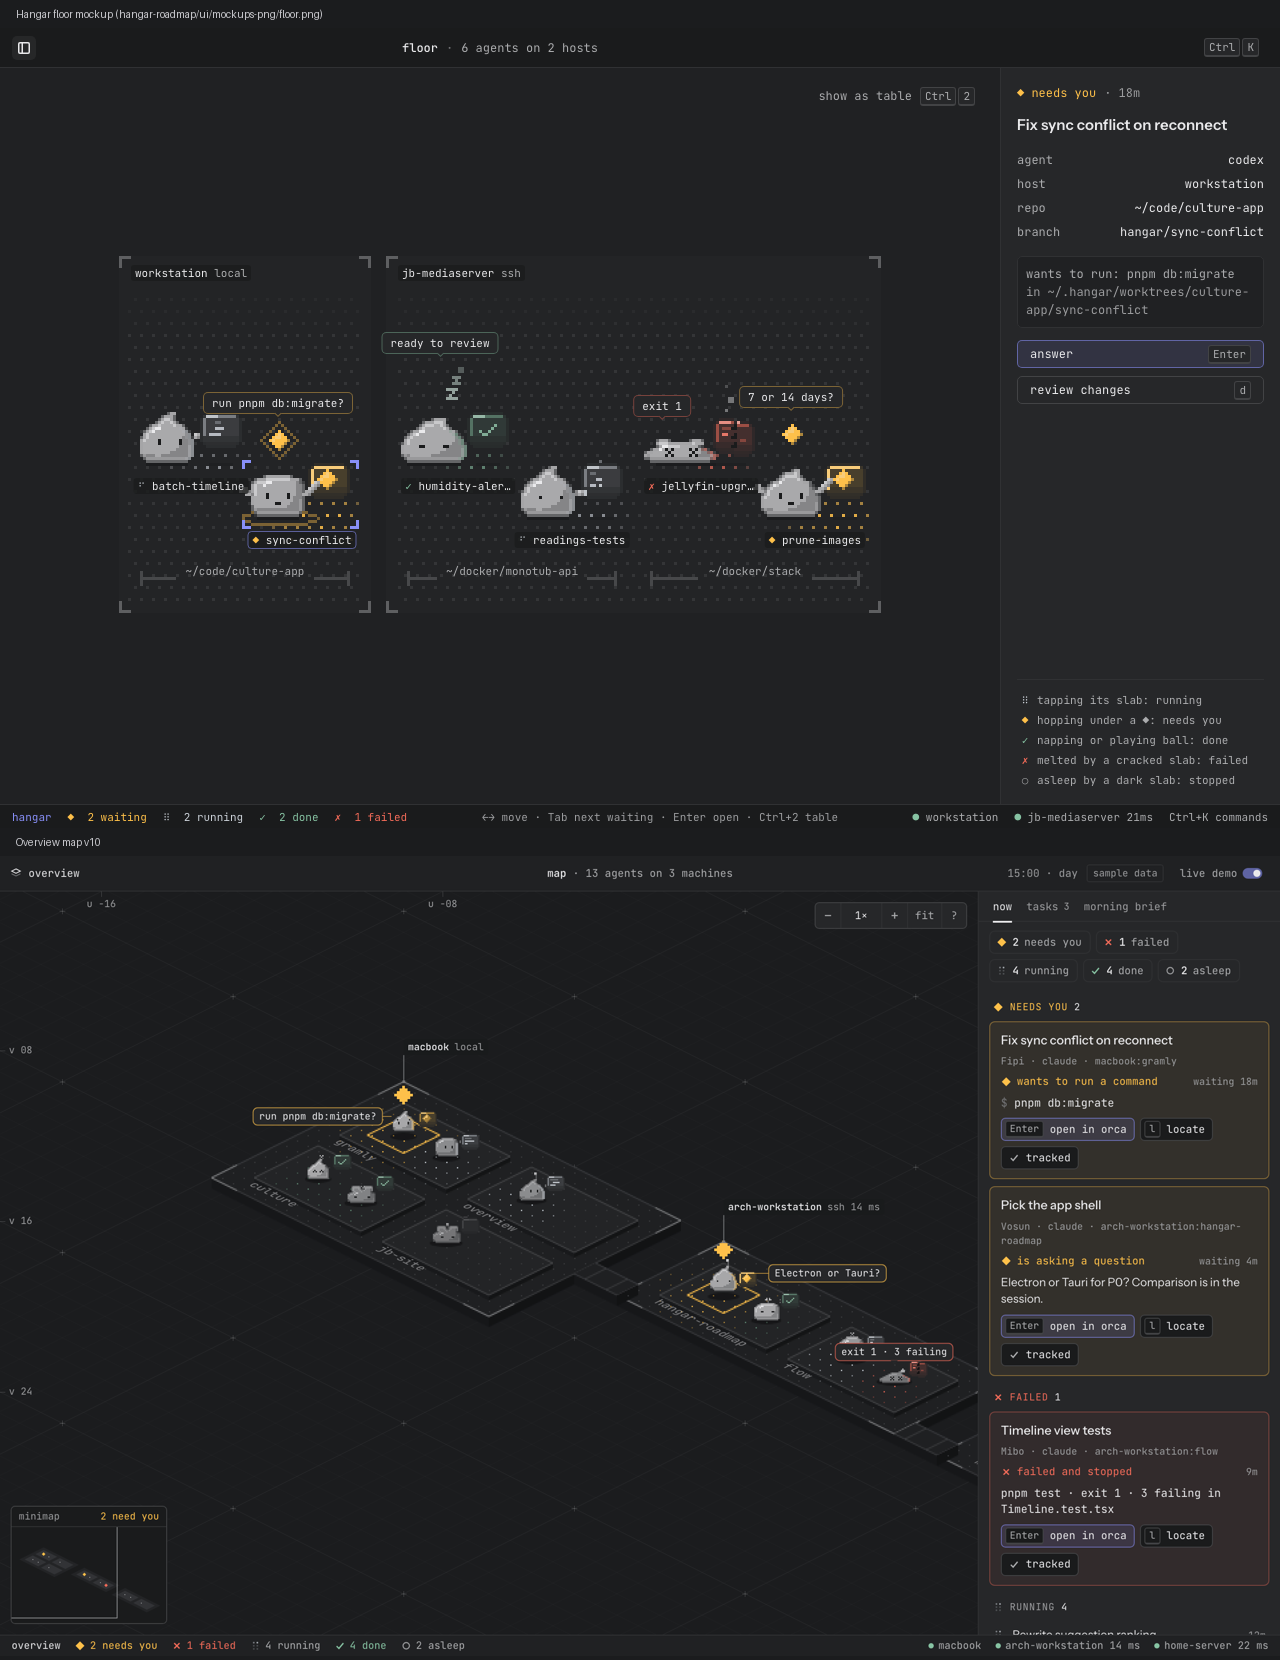 Hangar floor mockup (hangar-roadmap/ui/mockups-png/floor.png)
floor · 6 agents on 2 hosts
Ctrl K
show as table Ctrl 2
◆ needs you · 18m
Fix sync conflict on reconnect
agent codex
host workstation
repo ~/code/culture-app
branch hangar/sync-conflict
wants to run: pnpm db:migrate
in ~/.hangar/worktrees/culture-
app/sync-conflict
answer Enter
review changes d
workstation local
jb-mediaserver ssh
ready to review
run pnpm db:migrate?
exit 1
7 or 14 days?
batch-timeline
✓ humidity-aler…
✗ jellyfin-upgr…
◆ sync-conflict
readings-tests
◆ prune-images
~/code/culture-app
~/docker/monotub-api
~/docker/stack
⠿ tapping its slab: running
◆ hopping under a ◆: needs you
✓ napping or playing ball: done
✗ melted by a cracked slab: failed
○ asleep by a dark slab: stopped
hangar ◆ 2 waiting ⠿ 2 running ✓ 2 done ✗ 1 failed
↔ move · Tab next waiting · Enter open · Ctrl+2 table
● workstation ● jb-mediaserver 21ms Ctrl+K commands
Overview map v10
overview
map · 13 agents on 3 machines
15:00 · day sample data live demo
u -16
u -08
− 1× + fit ?
v 08
v 16
v 24
macbook local
run pnpm db:migrate?
gramly
culture
overview
jb-site
arch-workstation ssh 14 ms
Electron or Tauri?
hangar-roadmap
exit 1 · 3 failing
flow
minimap 2 need you
now tasks 3 morning brief
◆ 2 needs you ✕ 1 failed
4 running ✓ 4 done ○ 2 asleep
◆ NEEDS YOU 2
Fix sync conflict on reconnect
Fipi · claude · macbook:gramly
◆ wants to run a command waiting 18m
$ pnpm db:migrate
Enter open in orca l locate
✓ tracked
Pick the app shell
Vosun · claude · arch-workstation:hangar-
roadmap
◆ is asking a question waiting 4m
Electron or Tauri for P0? Comparison is in the
session.
Enter open in orca l locate
✓ tracked
✕ FAILED 1
Timeline view tests
Mibo · claude · arch-workstation:flow
✕ failed and stopped 9m
pnpm test · exit 1 · 3 failing in
Timeline.test.tsx
Enter open in orca l locate
✓ tracked
RUNNING 4
Rewrite suggestion ranking
overview ◆ 2 needs you ✕ 1 failed 4 running ✓ 4 done ○ 2 asleep
● macbook ● arch-workstation 14 ms ● home-server 22 ms